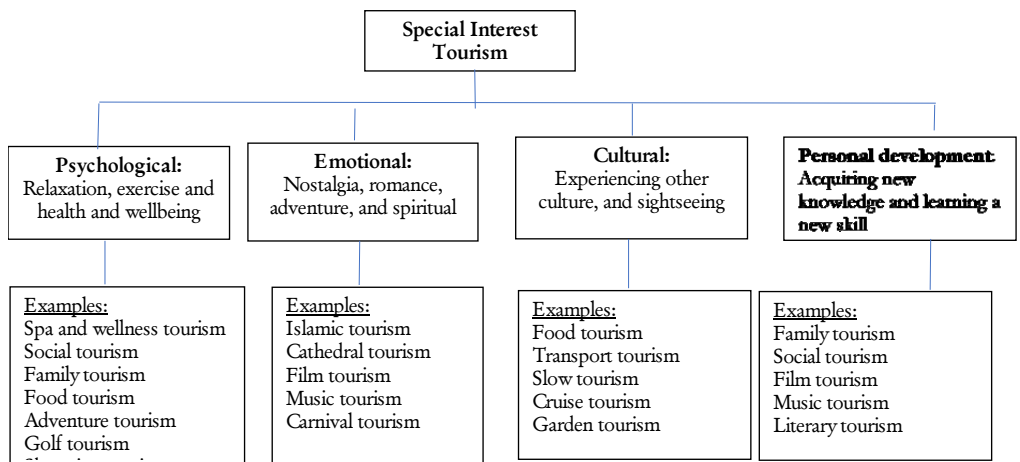 Special Interest
Tourism
Psychological:
Relaxation, exercise and
health and wellbeing
Emotional:
Nostalgia, romance,
adventure, and spiritual
Cultural:
Experiencing other
culture, and sightseeing
Personal development:
Acquiring new
knowledge and learning a
new skill
Examples:
Spa and wellness tourism
Social tourism
Family tourism
Food tourism
Adventure tourism
Golf tourism
Examples:
Islamic tourism
Cathedral tourism
Film tourism
Music tourism
Carnival tourism
Examples:
Food tourism
Transport tourism
Slow tourism
Cruise tourism
Garden tourism
Examples:
Family tourism
Social tourism
Film tourism
Music tourism
Literary tourism